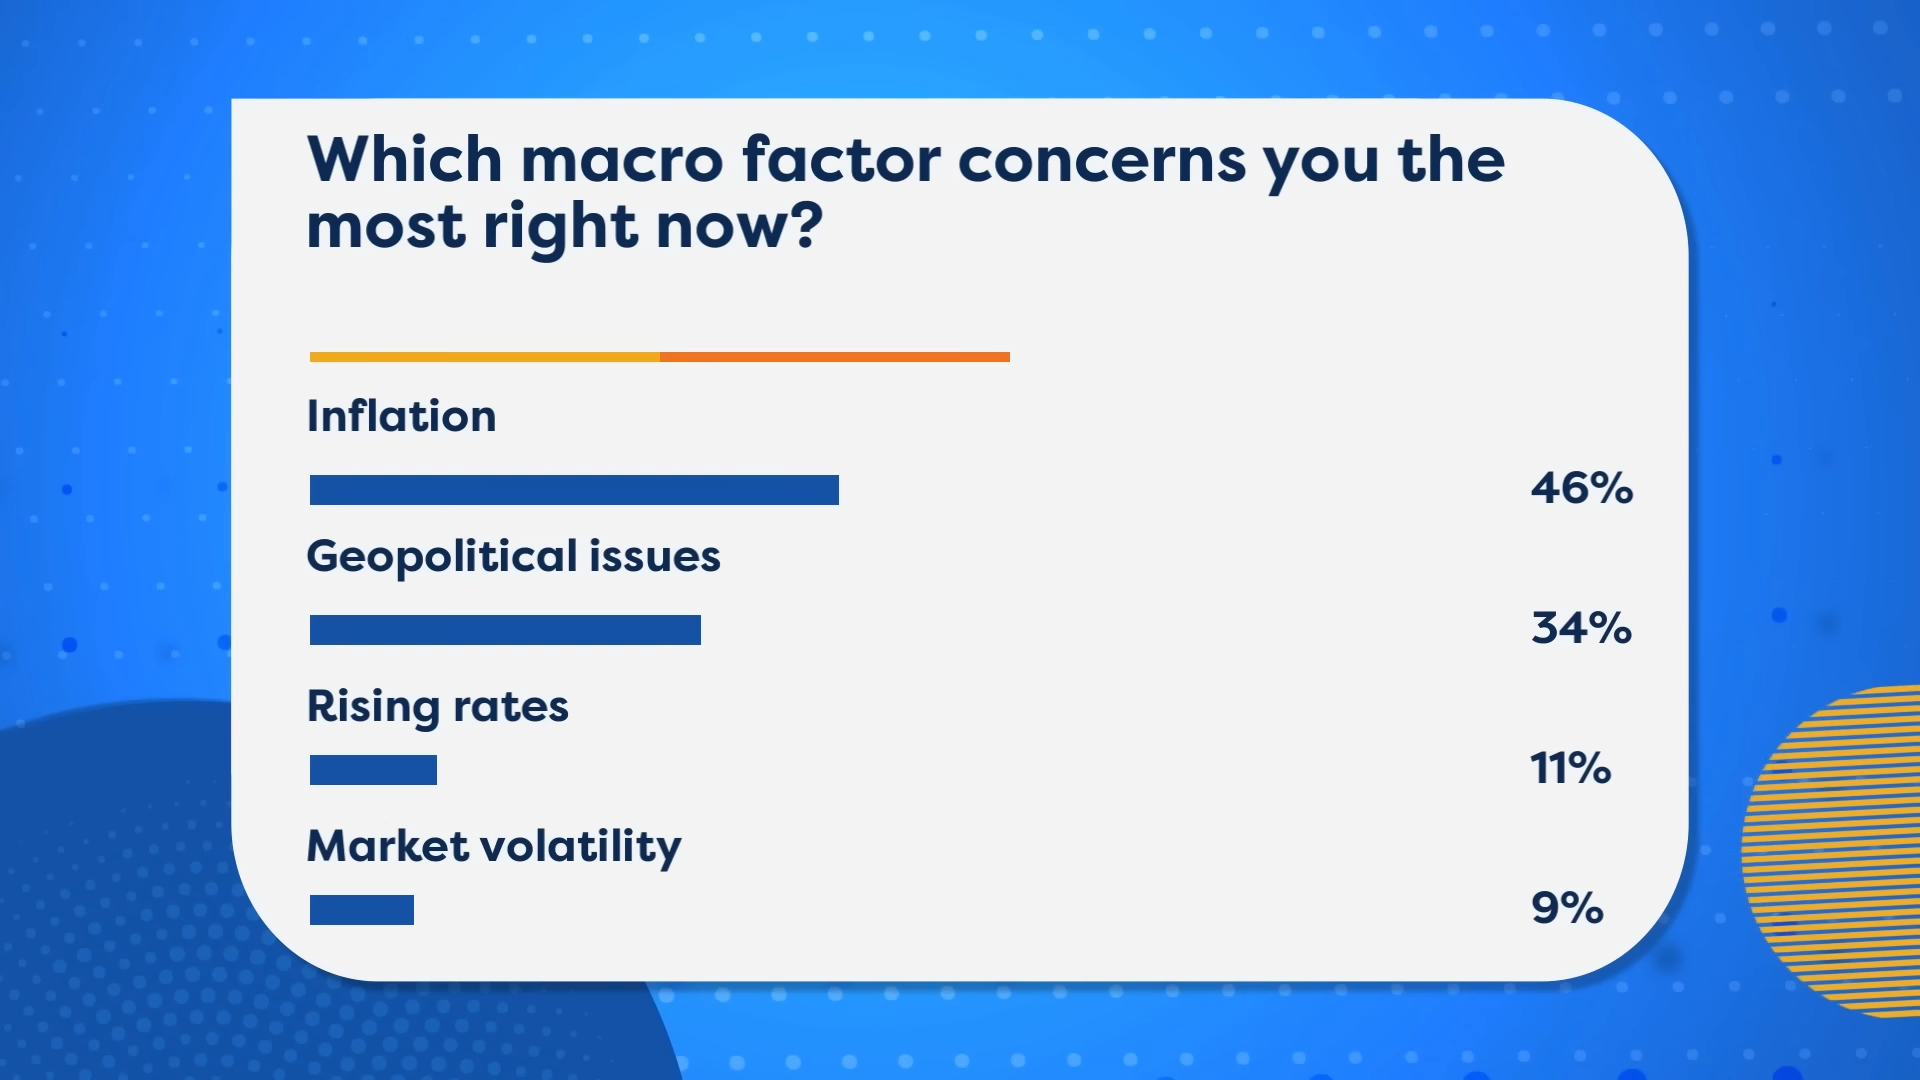 Which macro factor concerns you the
most right now?
Inflation
46%
Geopolitical issues
34%
Rising rates
11%
Market volatility
9%